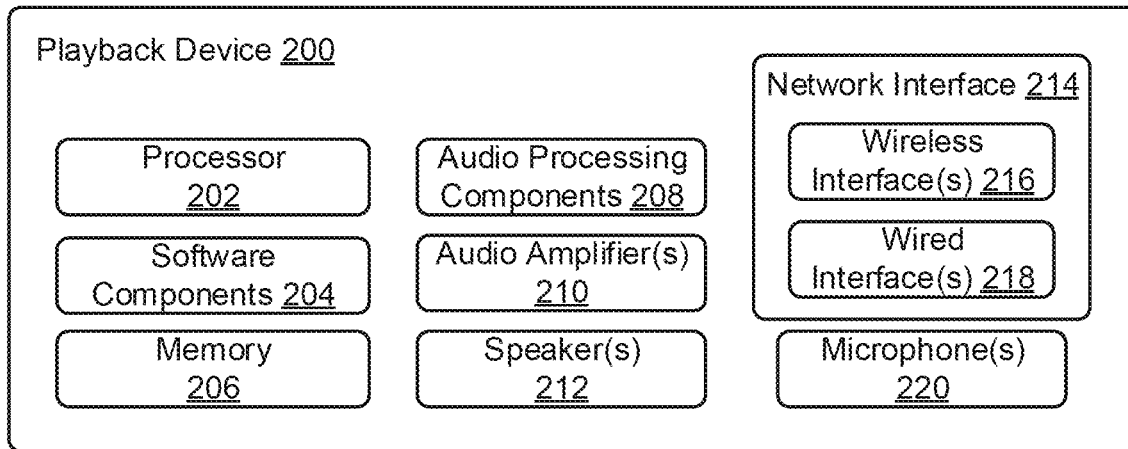 Playback Device 200
Processor
202
Software
Components 204
Memory
206
Audio Processing
Components 208
Audio Amplifier(s)
210
Speaker(s)
212
Network Interface 214
Wireless
Interface(s) 216
Wired
Interface(s) 218
Microphone(s)
220